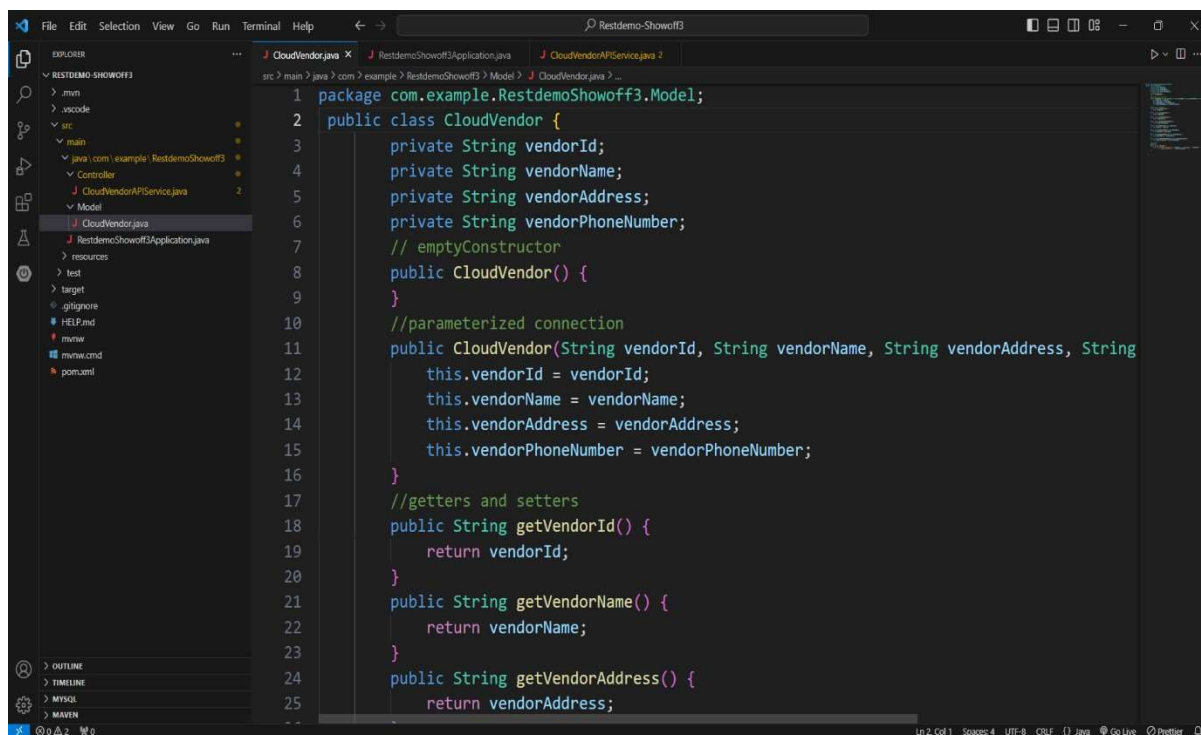 File Edit Selection View Go Run Terminal Help
Restdemo-Showoff3
EXPLORER
RESTDEMO-SHOWOFF3
.mvn
.vscode
src
main
java\com\example\RestdemoShowoff3
Controller
CloudVendorAPIService.java 2
Model
CloudVendor.java
RestdemoShowoff3Application.java
resources
test
target
.gitignore
HELP.md
mvnw
mvnw.cmd
pom.xml
OUTLINE
TIMELINE
MYSQL
MAVEN
CloudVendor.java RestdemoShowoff3Application.java CloudVendorAPIService.java 2
src > main > java > com > example > RestdemoShowoff3 > Model > CloudVendor.java > ...
1 package com.example.RestdemoShowoff3.Model;
2 public class CloudVendor {
3 private String vendorId;
4 private String vendorName;
5 private String vendorAddress;
6 private String vendorPhoneNumber;
7 // emptyConstructor
8 public CloudVendor() {
9 }
10 //parameterized connection
11 public CloudVendor(String vendorId, String vendorName, String vendorAddress, String
12 this.vendorId = vendorId;
13 this.vendorName = vendorName;
14 this.vendorAddress = vendorAddress;
15 this.vendorPhoneNumber = vendorPhoneNumber;
16 }
17 //getters and setters
18 public String getVendorId() {
19 return vendorId;
20 }
21 public String getVendorName() {
22 return vendorName;
23 }
24 public String getVendorAddress() {
25 return vendorAddress;
0 2 0 Ln 2, Col 1 Spaces: 4 UTF-8 CRLF {} Java Go Live Prettier